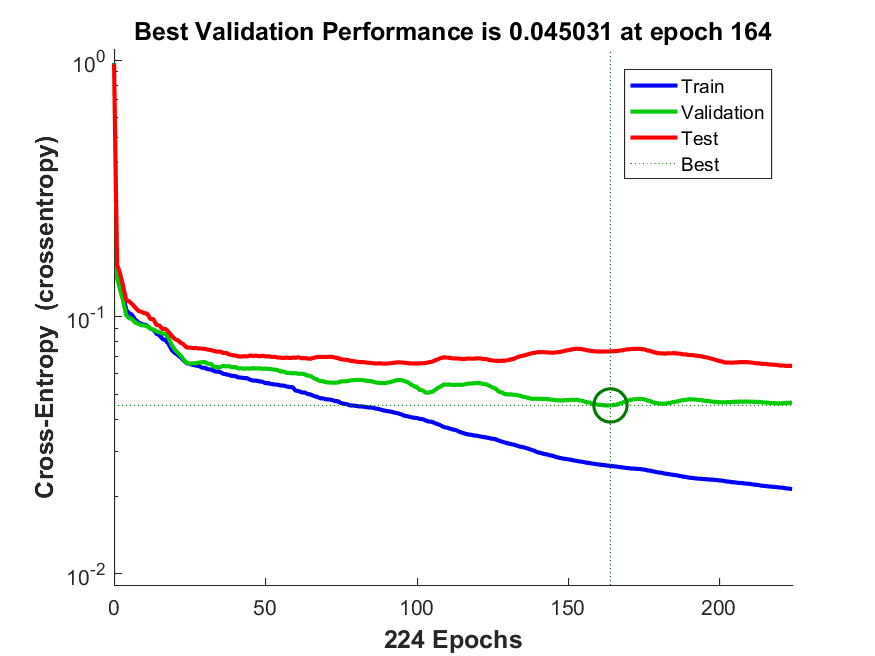 Best Validation Performance is 0.045031 at epoch 164
10^0
10^-1
10^-2
Cross-Entropy (crossentropy)
Train
Validation
Test
Best
0 50 100 150 200
224 Epochs